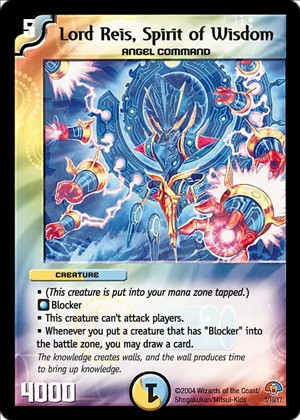 5
Lord Reis, Spirit of Wisdom
ANGEL COMMAND
CREATURE
▪ (This creature is put into your mana zone tapped.)
Blocker
▪ This creature can't attack players.
▪ Whenever you put a creature that has "Blocker" into
the battle zone, you may draw a card.
The knowledge creates walls, and the wall produces time
to bring up knowledge.
4000
1
©2004 Wizards of the Coast/
Shogakukan/Mitsui-Kids